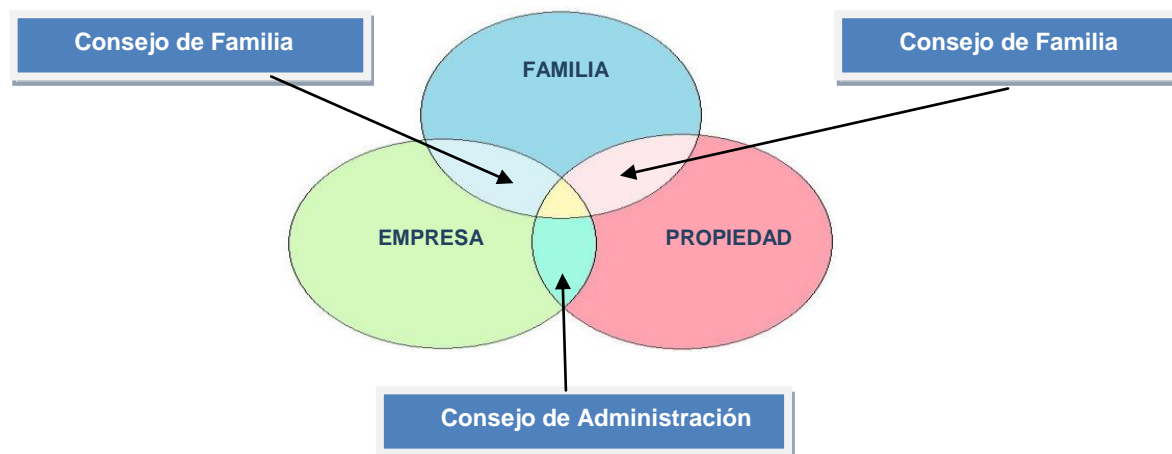 Consejo de Familia
Consejo de Familia
FAMILIA
EMPRESA
PROPIEDAD
Consejo de Administración